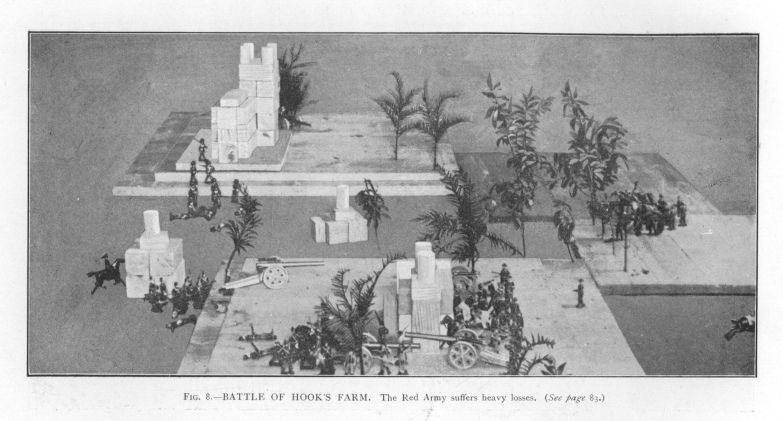 FIG. 8.—BATTLE OF HOOK'S FARM. The Red Army suffers heavy losses. (See page 83.)